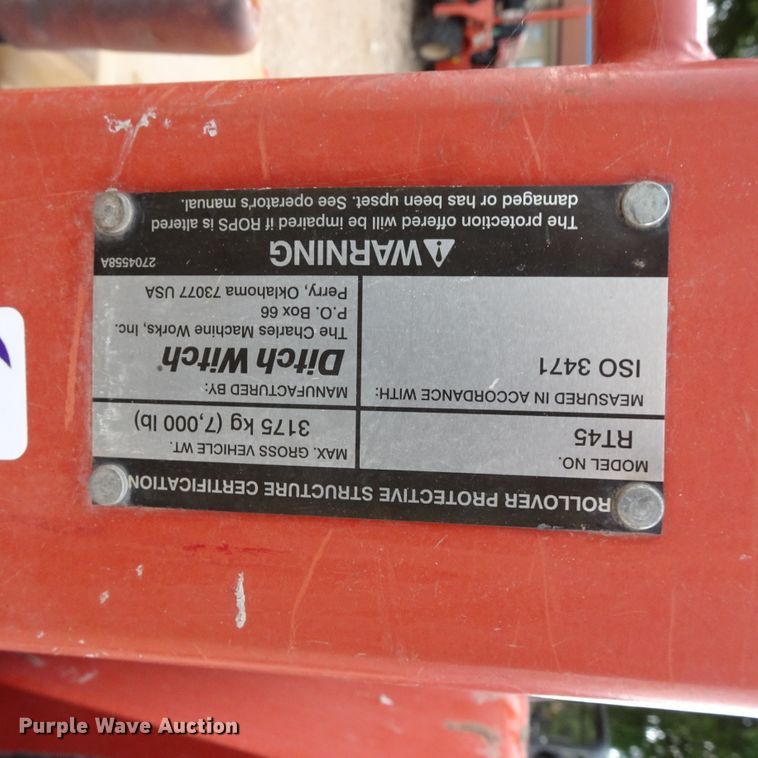 ROLLOVER PROTECTIVE STRUCTURE CERTIFICATION
MODEL NO.
RT45
MAX. GROSS VEHICLE WT.
3175 kg (7,000 lb)
MEASURED IN ACCORDANCE WITH:
ISO 3471
MANUFACTURED BY:
Ditch Witch®
The Charles Machine Works, Inc.
P.O. Box 66
Perry, Oklahoma 73077 USA
⚠WARNING
2704558A
The protection offered will be impaired if ROPS is altered
damaged or has been upset. See operator's manual.
Purple Wave Auction